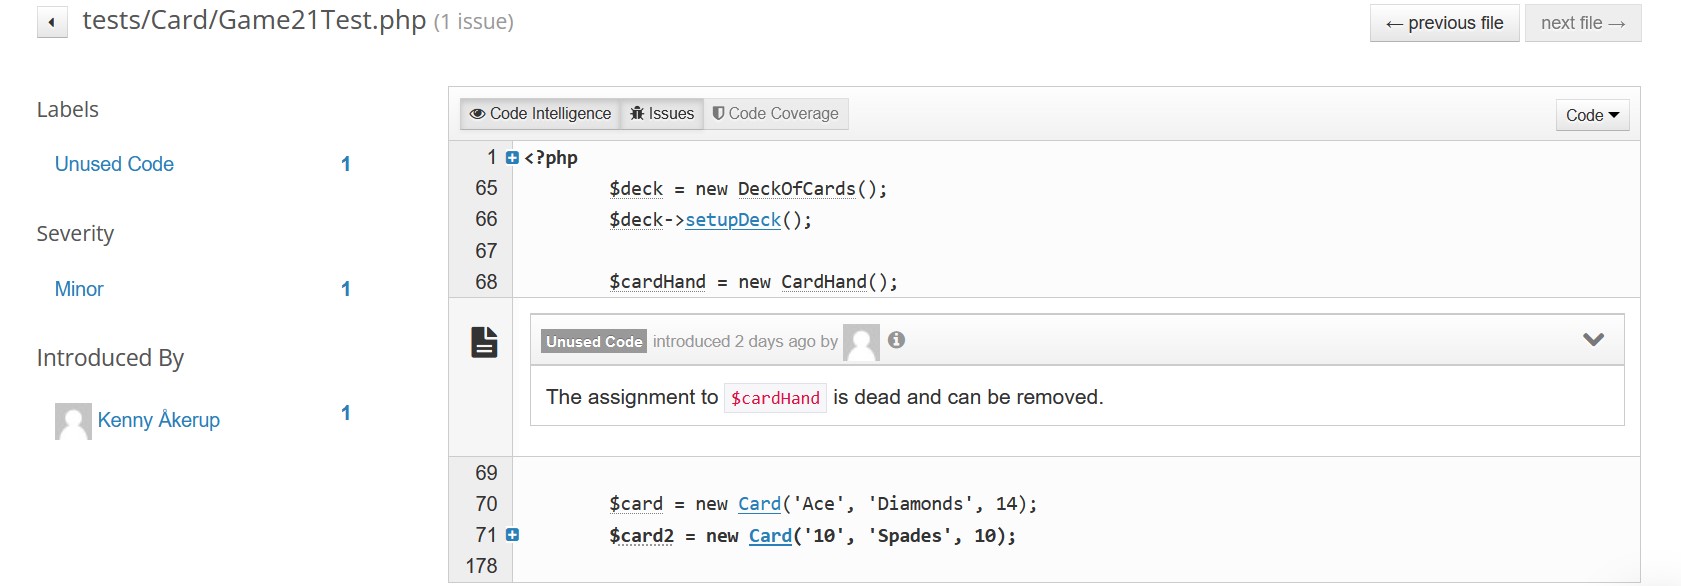 tests/Card/Game21Test.php (1 issue)
← previous file
next file →
Labels
Unused Code 1
Severity
Minor 1
Introduced By
Kenny Åkerup 1
Code Intelligence Issues Code Coverage
Code
1 <?php
65 $deck = new DeckOfCards();
66 $deck->setupDeck();
67
68 $cardHand = new CardHand();
Unused Code introduced 2 days ago by
The assignment to $cardHand is dead and can be removed.
69
70 $card = new Card('Ace', 'Diamonds', 14);
71 $card2 = new Card('10', 'Spades', 10);
178